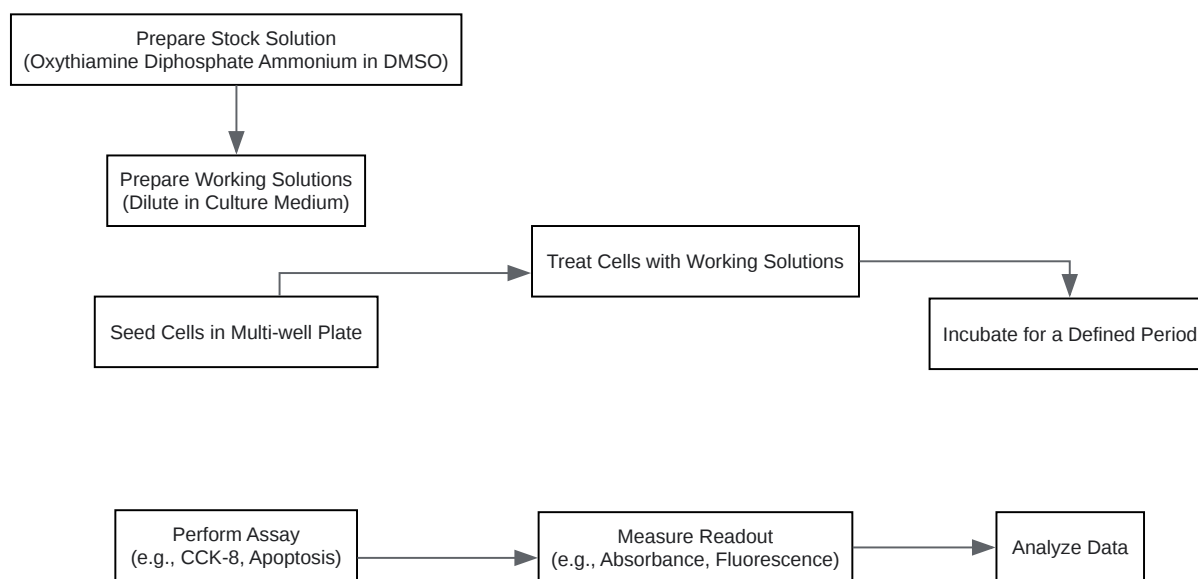 Prepare Stock Solution
(Oxythiamine Diphosphate Ammonium in DMSO)
Prepare Working Solutions
(Dilute in Culture Medium)
Treat Cells with Working Solutions
Seed Cells in Multi-well Plate
Incubate for a Defined Period
Perform Assay
(e.g., CCK-8, Apoptosis)
Measure Readout
(e.g., Absorbance, Fluorescence)
Analyze Data